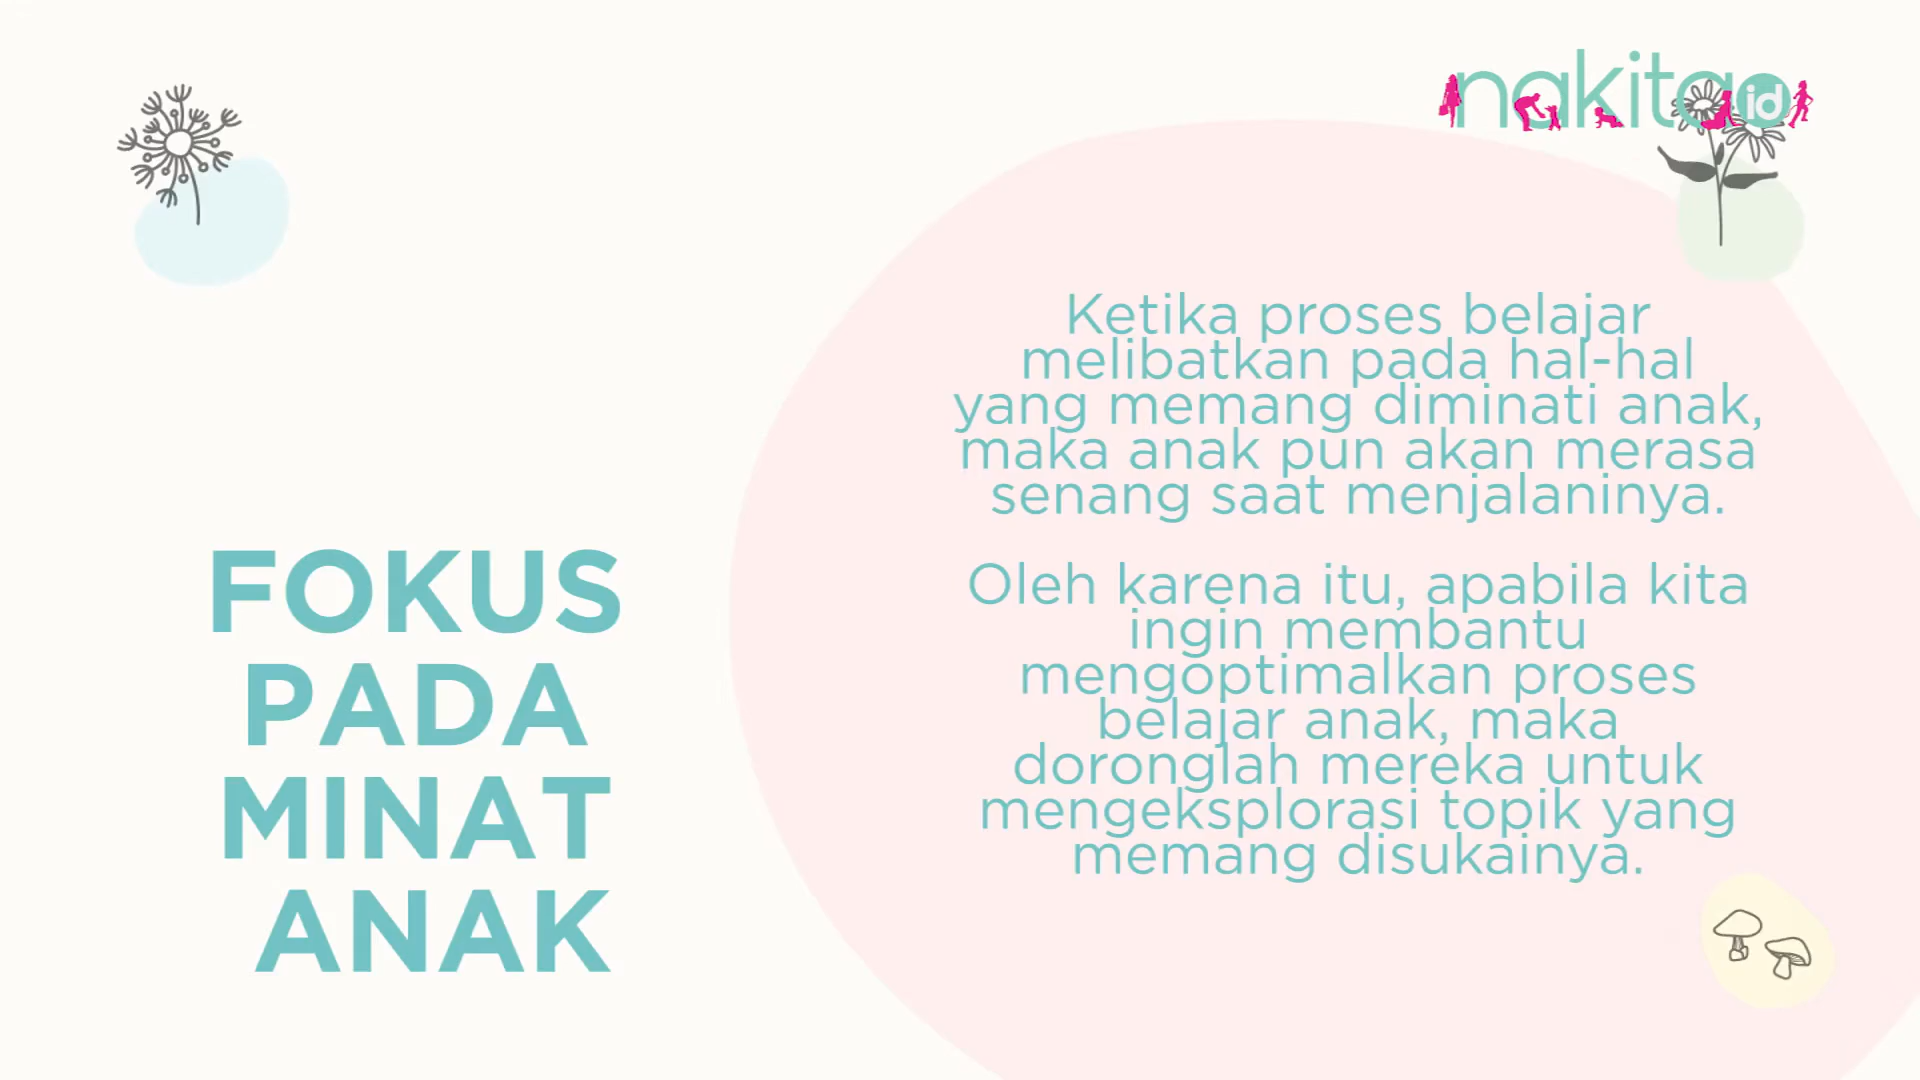 nakita id
FOKUS
PADA
MINAT
ANAK
Ketika proses belajar
melibatkan pada hal-hal
yang memang diminati anak,
maka anak pun akan merasa
senang saat menjalaninya.
Oleh karena itu, apabila kita
ingin membantu
mengoptimalkan proses
belajar anak, maka
doronglah mereka untuk
mengeksplorasi topik yang
memang disukainya.